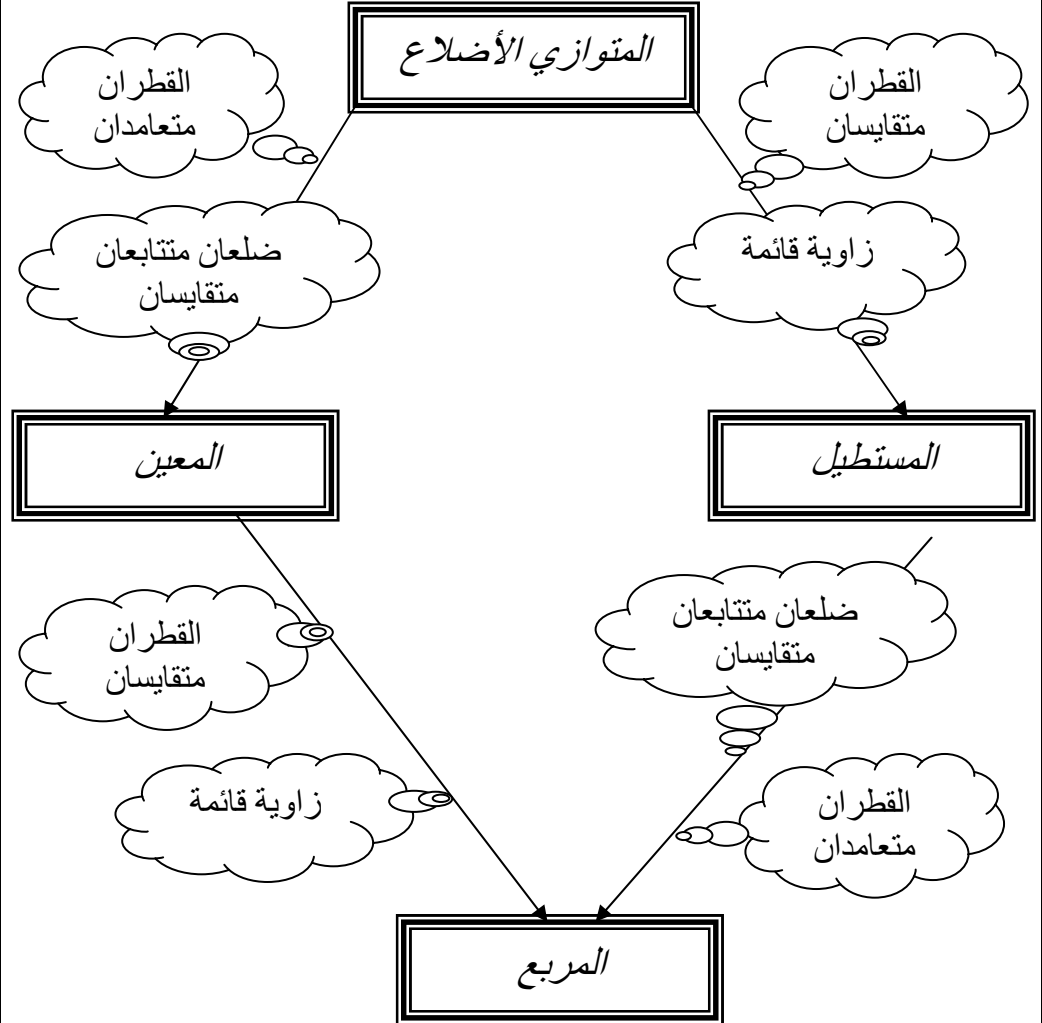 المتوازي الأضلاع
القطران
متقايسان
القطران
متعامدان
زاوية قائمة
ضلعان متتابعان
متقايسان
المستطيل
المعين
ضلعان متتابعان
متقايسان
القطران
متقايسان
القطران
متعامدان
زاوية قائمة
المربع